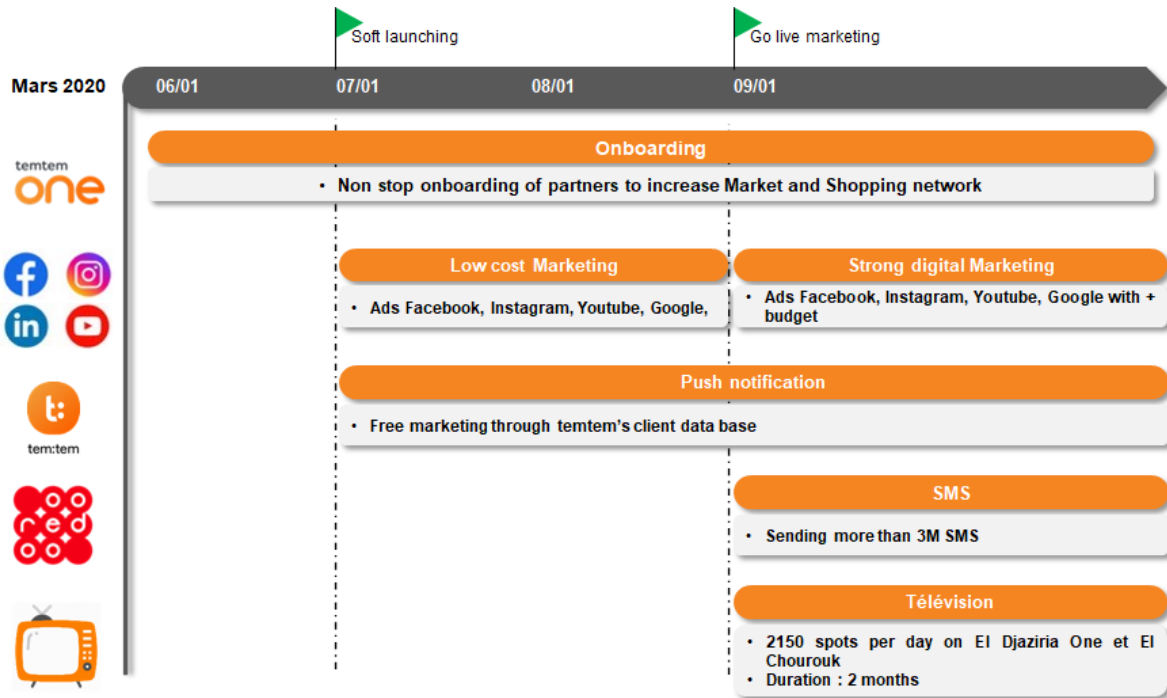 Soft launching
Go live marketing
Mars 2020
06/01
07/01
08/01
09/01
temtem
one
Onboarding
• Non stop onboarding of partners to increase Market and Shopping network
Low cost Marketing
• Ads Facebook, Instagram, Youtube, Google,
Strong digital Marketing
• Ads Facebook, Instagram, Youtube, Google with +
budget
in
t:
tem:tem
Push notification
• Free marketing through temtem's client data base
ooredoo
SMS
• Sending more than 3M SMS
Télévision
• 2150 spots per day on El Djaziria One et El
Chourouk
• Duration : 2 months